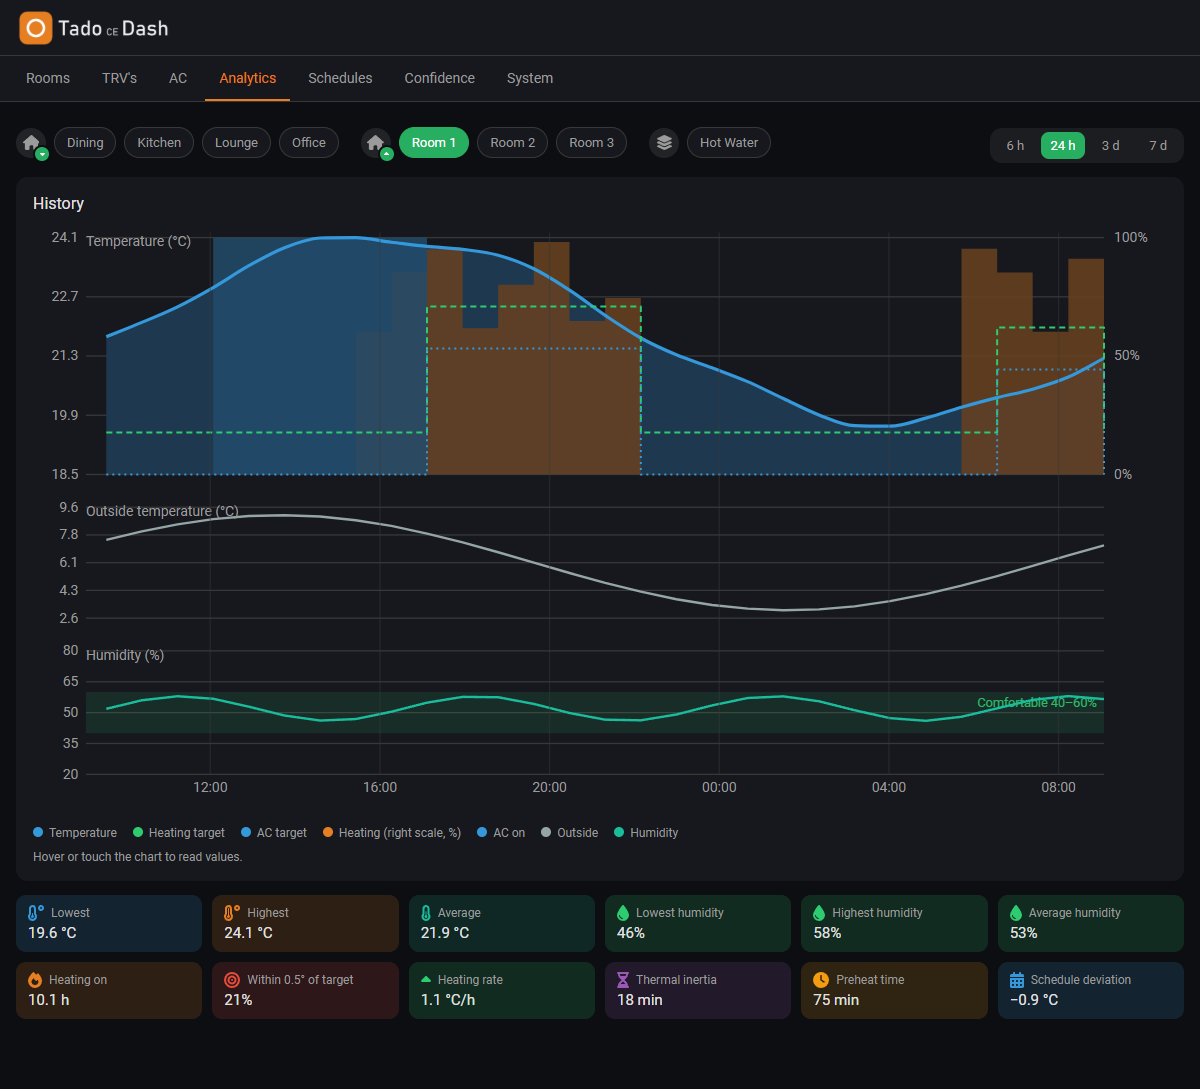 Tado CE Dash
Rooms TRV's AC Analytics Schedules Confidence System
Dining Kitchen Lounge Office Room 1 Room 2 Room 3 Hot Water 6 h 24 h 3 d 7 d
History
24.1 Temperature (°C) 100%
22.7
21.3 50%
19.9
18.5 0%
9.6 Outside temperature (°C)
7.8
6.1
4.3
2.6
80 Humidity (%)
65
Comfortable 40–60%
50
35
20
12:00 16:00 20:00 00:00 04:00 08:00
Temperature Heating target AC target Heating (right scale, %) AC on Outside Humidity
Hover or touch the chart to read values.
Lowest Highest Average Lowest humidity Highest humidity Average humidity
19.6 °C 24.1 °C 21.9 °C 46% 58% 53%
Heating on Within 0.5° of target Heating rate Thermal inertia Preheat time Schedule deviation
10.1 h 21% 1.1 °C/h 18 min 75 min −0.9 °C